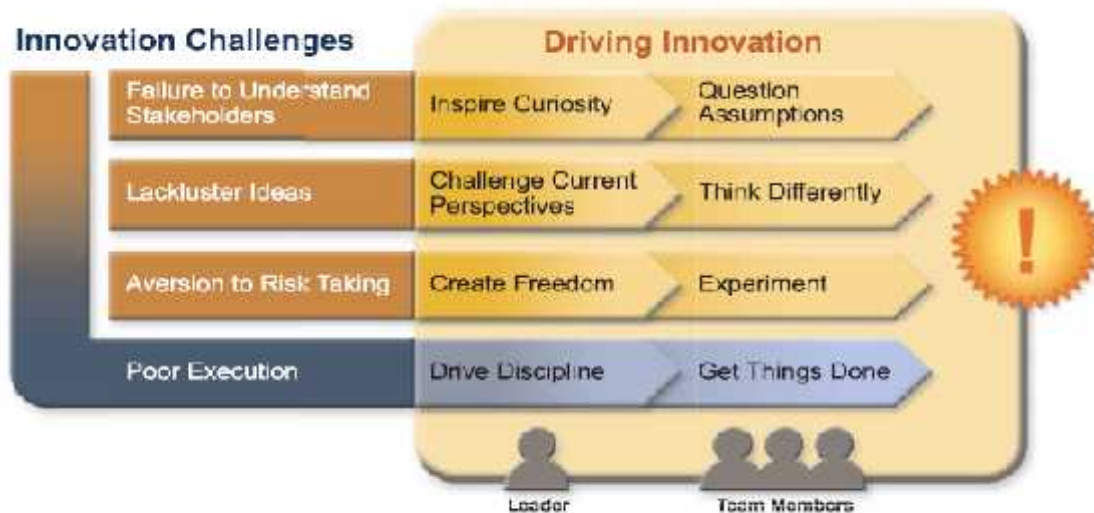 Innovation Challenges
Driving Innovation
Failure to Understand
Stakeholders
Inspire Curiosity
Question
Assumptions
Lackluster Ideas
Challenge Current
Perspectives
Think Differently
Aversion to Risk Taking
Create Freedom
Experiment
!
Poor Execution
Drive Discipline
Get Things Done
Leader
Team Members